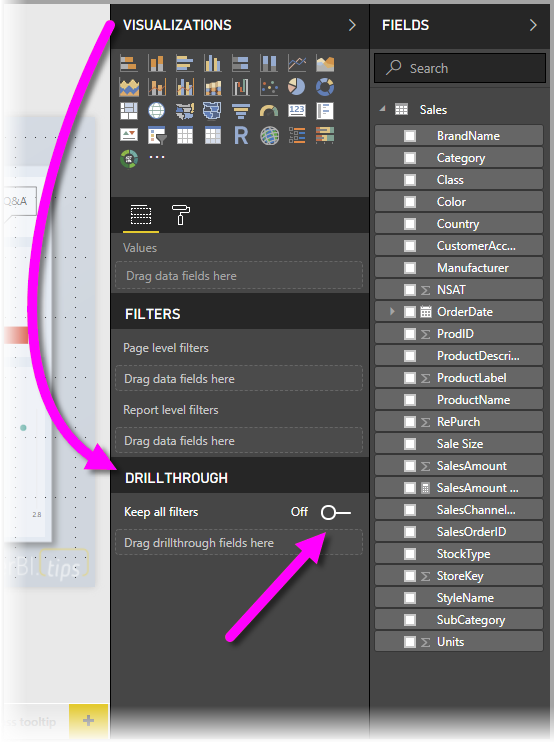 VISUALIZATIONS
FIELDS
Search
Sales
BrandName
Category
Class
Color
Country
CustomerAcc...
Manufacturer
NSAT
OrderDate
ProdID
ProductDescri...
ProductLabel
ProductName
RePurch
Sale Size
SalesAmount
SalesAmount ...
SalesChannel...
SalesOrderID
StockType
StoreKey
StyleName
SubCategory
Units
123
R
Values
Drag data fields here
FILTERS
Page level filters
Drag data fields here
Report level filters
Drag data fields here
DRILLTHROUGH
Keep all filters
Off
Drag drillthrough fields here
Q&A
2.8
BI tips
tooltip